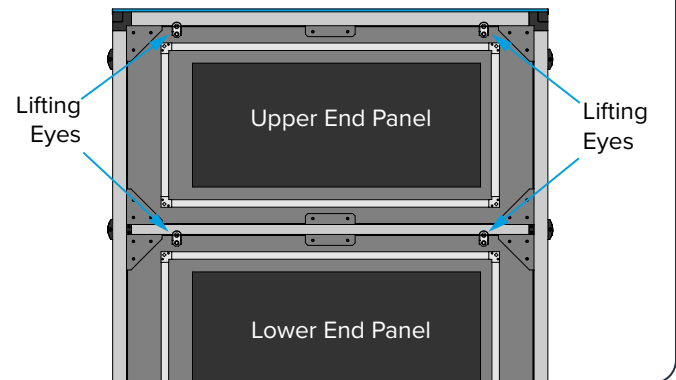 Upper End Panel
Lifting
Eyes
Lifting
Eyes
Lower End Panel